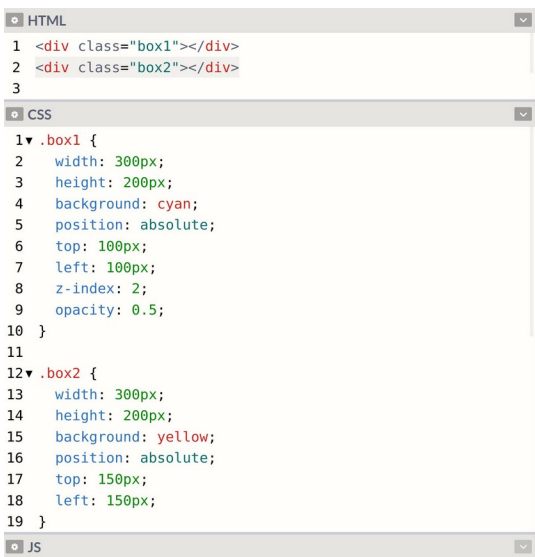 HTML
1 <div class="box1"></div>
2 <div class="box2"></div>
3
CSS
1 .box1 {
2 width: 300px;
3 height: 200px;
4 background: cyan;
5 position: absolute;
6 top: 100px;
7 left: 100px;
8 z-index: 2;
9 opacity: 0.5;
10 }
11
12 .box2 {
13 width: 300px;
14 height: 200px;
15 background: yellow;
16 position: absolute;
17 top: 150px;
18 left: 150px;
19 }
JS